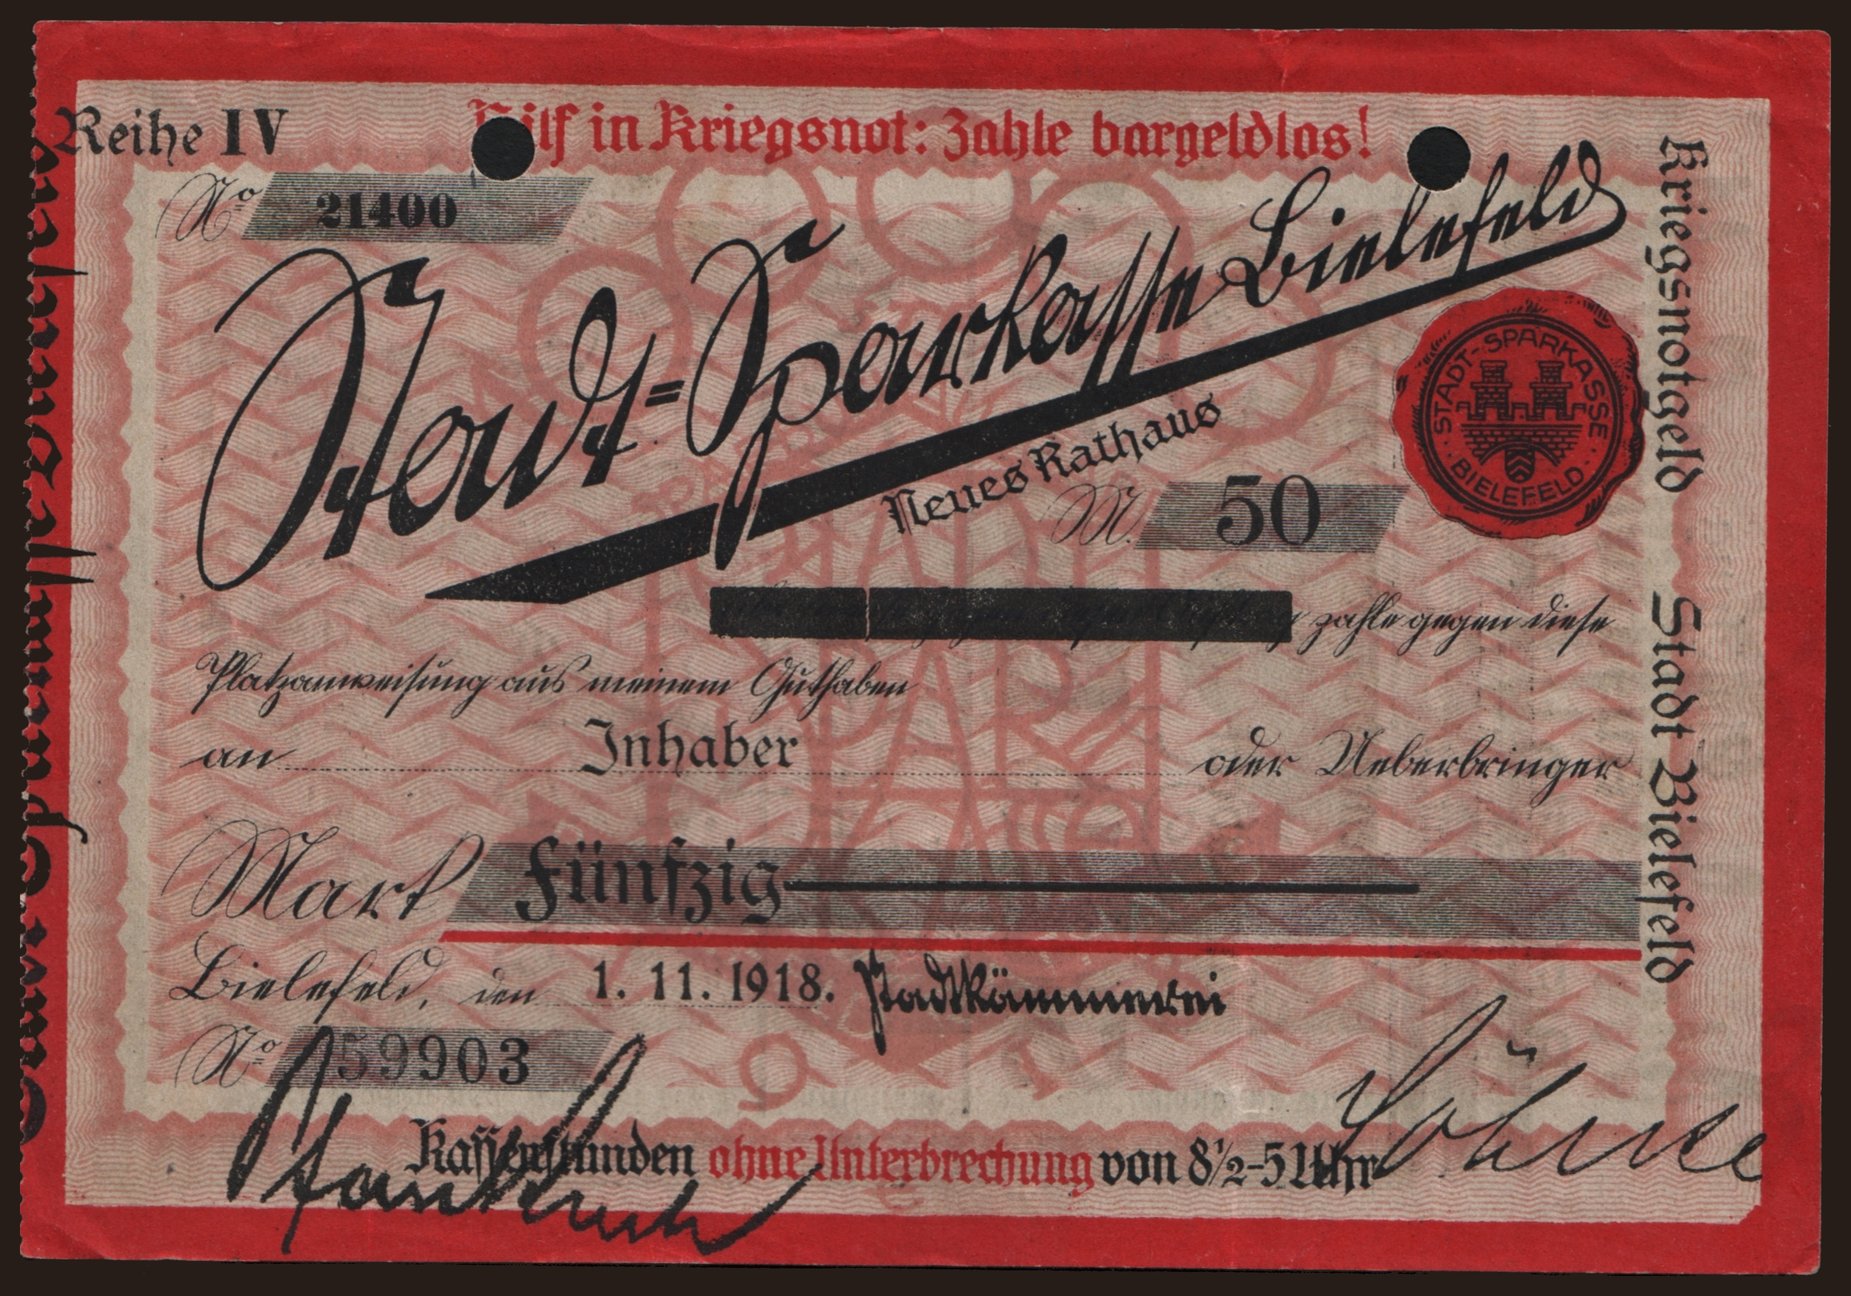 Reihe IV
Hilf in Kriegsnot: Zahle bargeldlos!
No 21400
Stadt=Sparkasse Bielefeld
Neues Rathaus
STADT-SPARKASSE
BIELEFELD
M. 50
zahle gegen diese
Platzanweisung aus meinem Guthaben
an Inhaber oder Ueberbringer
Mark Fünfzig
Bielefeld, den 1. 11. 1918. Stadtkämmerei
No 59903
Kassenstunden ohne Unterbrechung von 8½-5 Uhr
Kriegsnotgeld Stadt Bielefeld